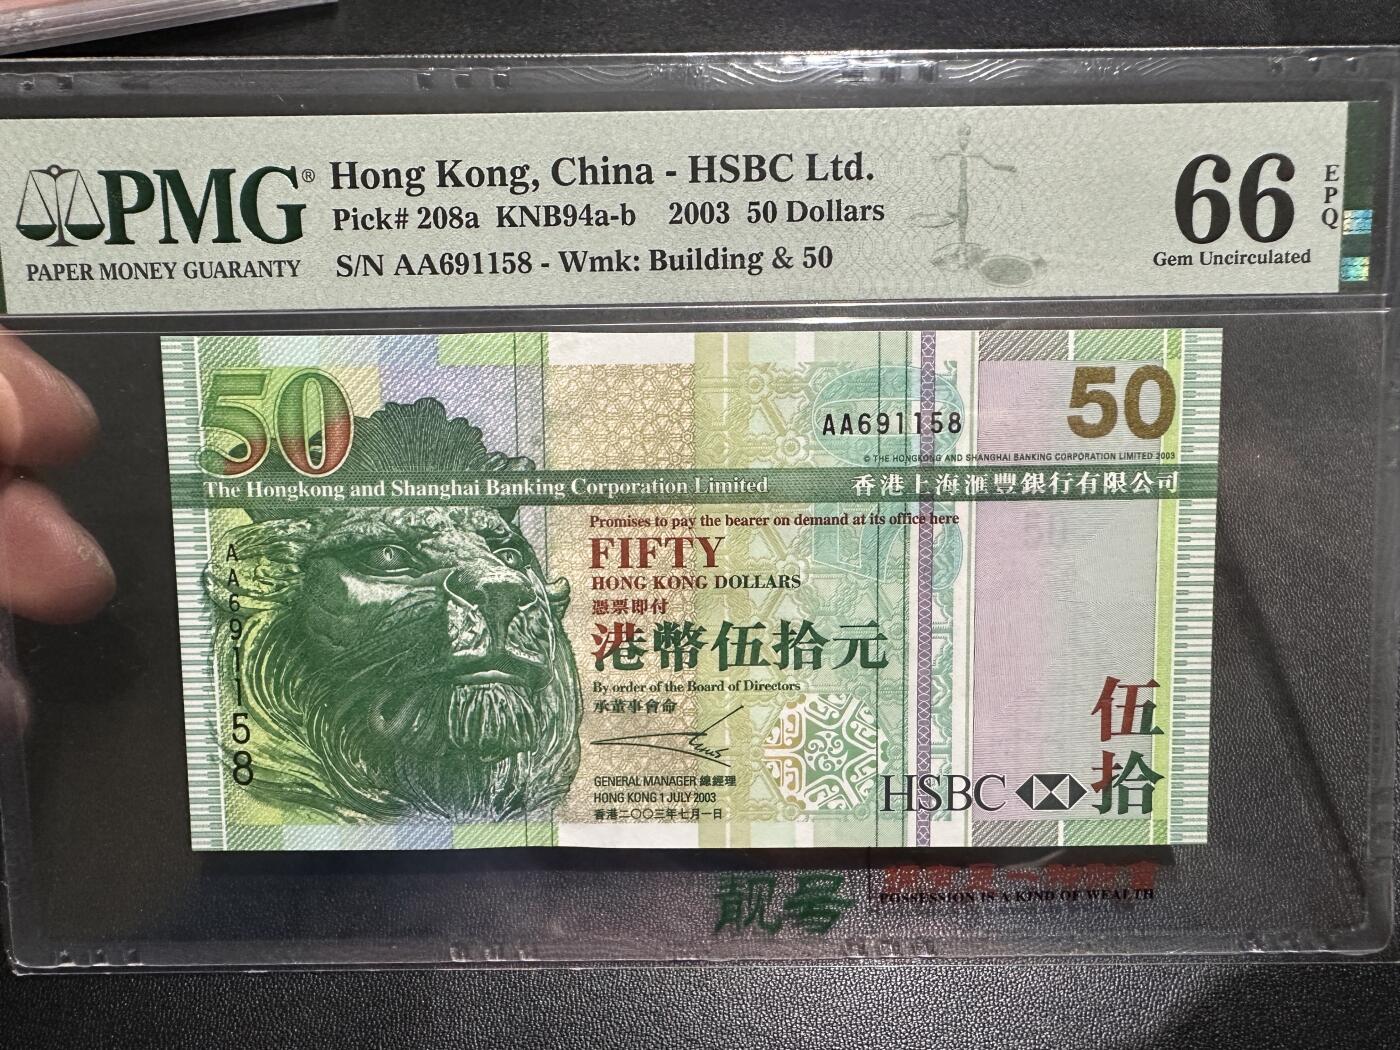 PMG®
PAPER MONEY GUARANTY
Hong Kong, China - HSBC Ltd.
Pick# 208a KNB94a-b 2003 50 Dollars
S/N AA691158 - Wmk: Building & 50
66
EPQ
Gem Uncirculated
50
AA691158
50
© THE HONGKONG AND SHANGHAI BANKING CORPORATION LIMITED 2003
The Hongkong and Shanghai Banking Corporation Limited
香港上海滙豐銀行有限公司
Promises to pay the bearer on demand at its office here
FIFTY
HONG KONG DOLLARS
憑票即付
港幣伍拾元
By order of the Board of Directors
承董事會命
GENERAL MANAGER 總經理
HONG KONG 1 JULY 2003
香港二〇〇三年七月一日
AA691158
HSBC
伍拾
靓号
POSSESSION IS A KIND OF WEALTH